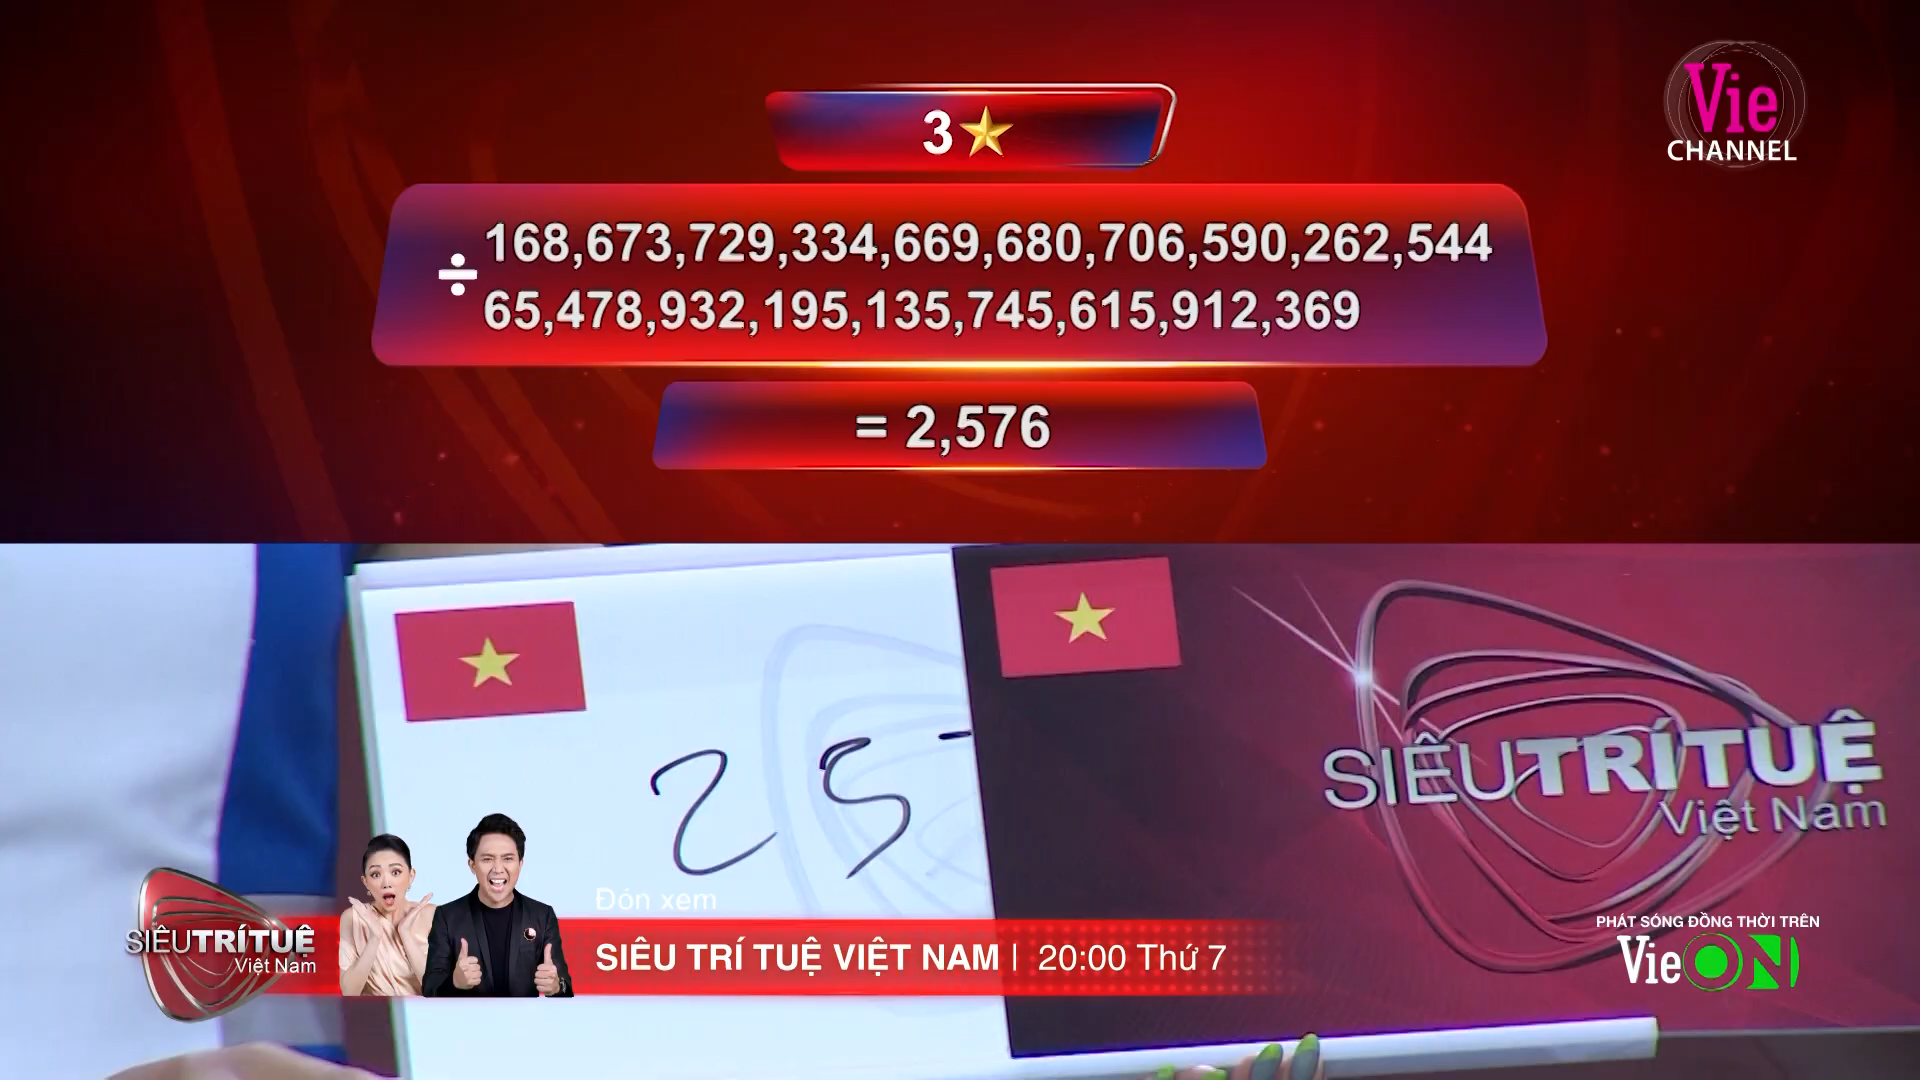 3
Vie
CHANNEL
÷ 168,673,729,334,669,680,706,590,262,544
65,478,932,195,135,745,615,912,369
= 2,576
2 5
SIÊUTRÍTUỆ
Việt Nam
Đón xem
SIÊU TRÍ TUỆ VIỆT NAM | 20:00 Thứ 7
SIÊUTRÍTUỆ
Việt Nam
PHÁT SÓNG ĐỒNG THỜI TRÊN
VieON